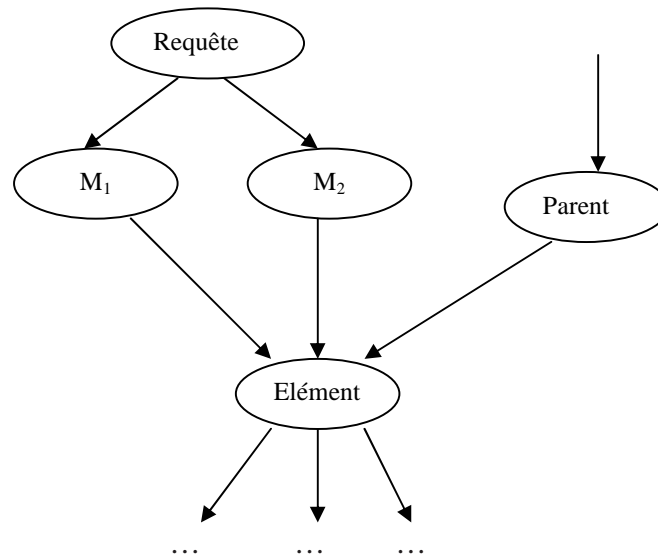 Requête
M₁
M₂
Parent
Elément
… … …